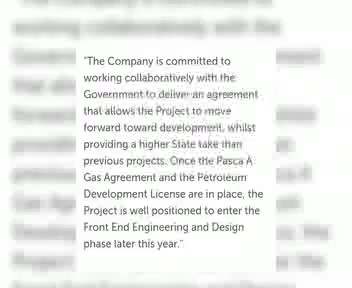 "The Company is committed to
working collaboratively with the
Government to deliver an agreement
that allows the Project to move
forward toward development, whilst
providing a higher State take than
previous projects. Once the Pasca A
Gas Agreement and the Petroleum
Development License are in place, the
Project is well positioned to enter the
Front End Engineering and Design
phase later this year."